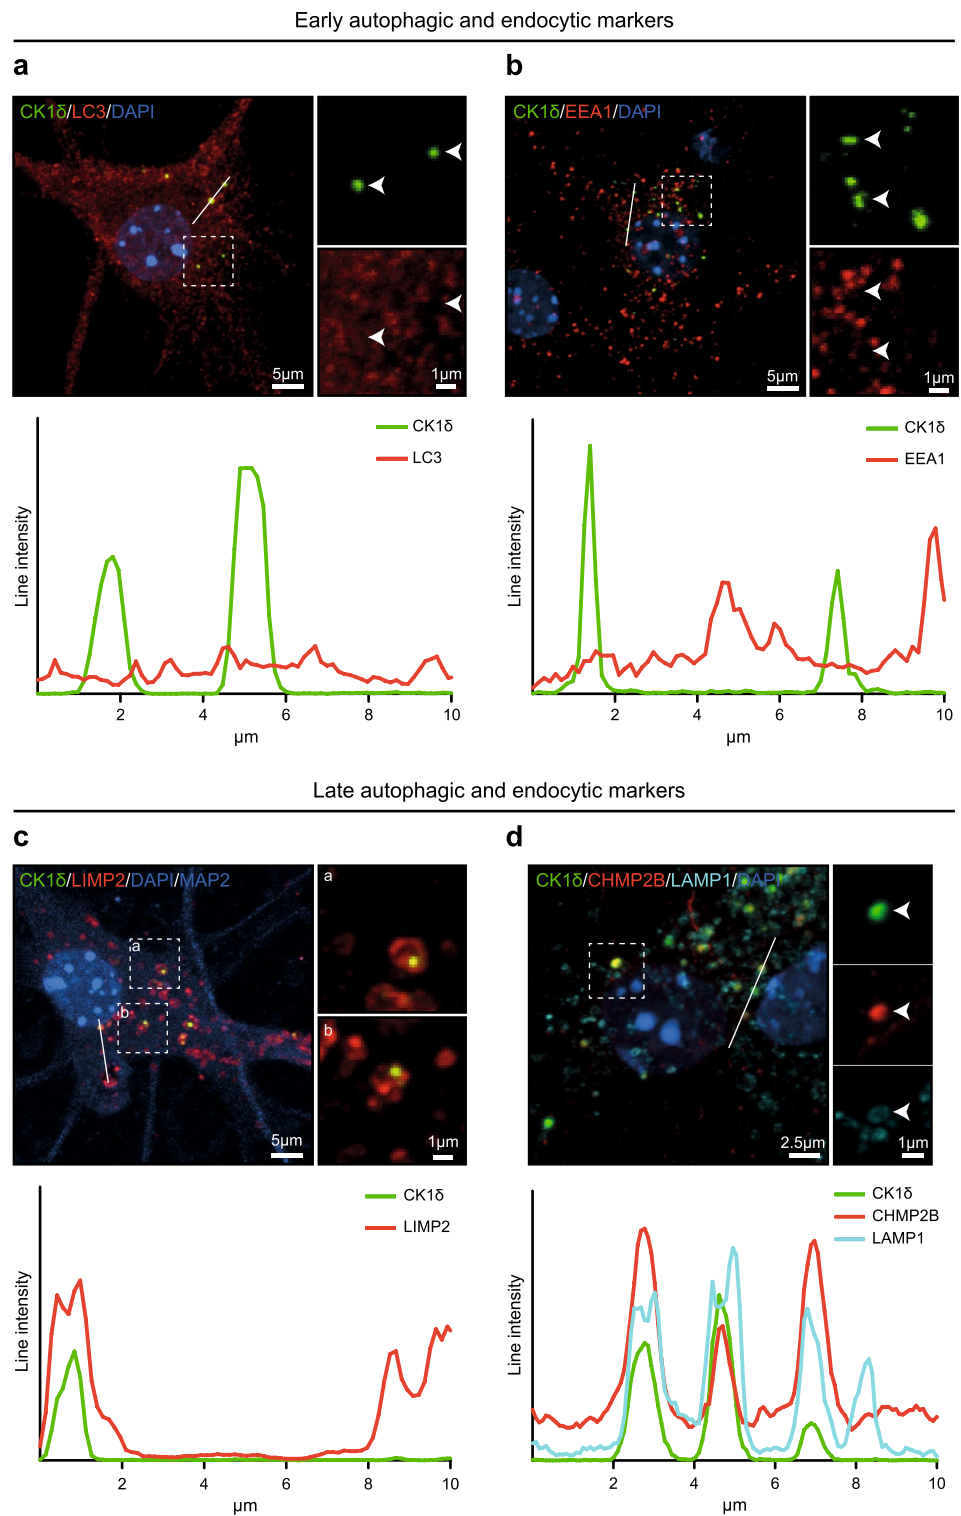 Early autophagic and endocytic markers
a
b
CK1δ/LC3/DAPI
5µm
1µm
CK1δ/EEA1/DAPI
5µm
1µm
CK1δ
LC3
Line intensity
2 4 6 8 10
µm
CK1δ
EEA1
Line intensity
2 4 6 8 10
µm
Late autophagic and endocytic markers
c
d
CK1δ/LIMP2/DAPI/MAP2
a
b
5µm
a
b
1µm
CK1δ/CHMP2B/LAMP1/DAPI
2.5µm
1µm
CK1δ
LIMP2
Line intensity
2 4 6 8 10
µm
CK1δ
CHMP2B
LAMP1
Line intensity
2 4 6 8 10
µm